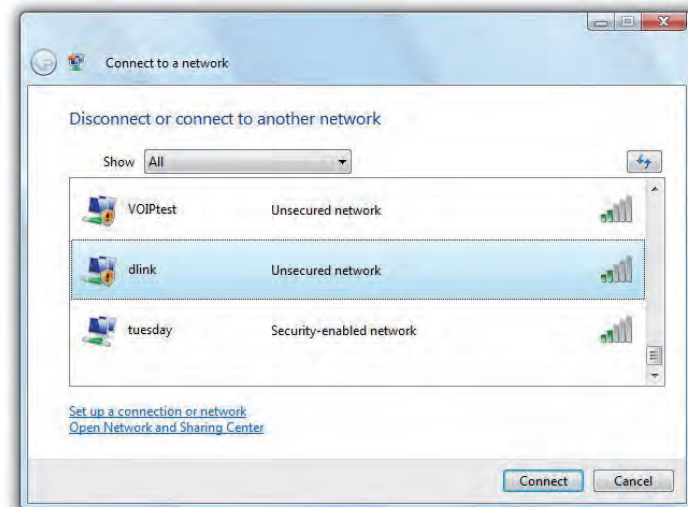 Connect to a network
Disconnect or connect to another network
Show All
VOIPtest Unsecured network
dlink Unsecured network
tuesday Security-enabled network
Set up a connection or network
Open Network and Sharing Center
Connect Cancel